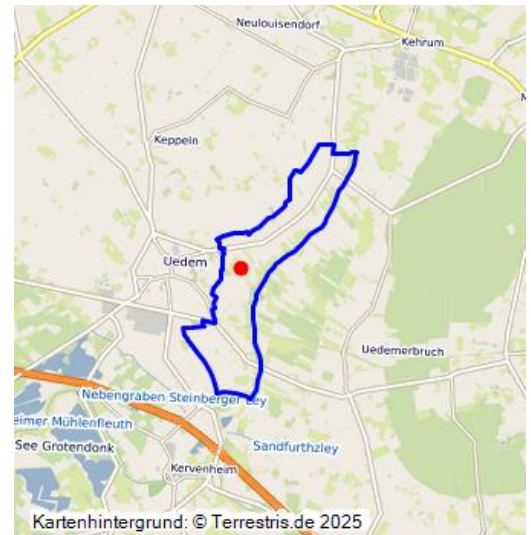 Neulouisendorf
Kehrum
Keppeln
Uedem
Uedemerbruch
Nebengraben Steinberger Ley
eimer Mühlenfleuth
See Grotendonk
Sandfurthzley
Kervenheim
Kartenhintergrund: © Terrestris.de 2025